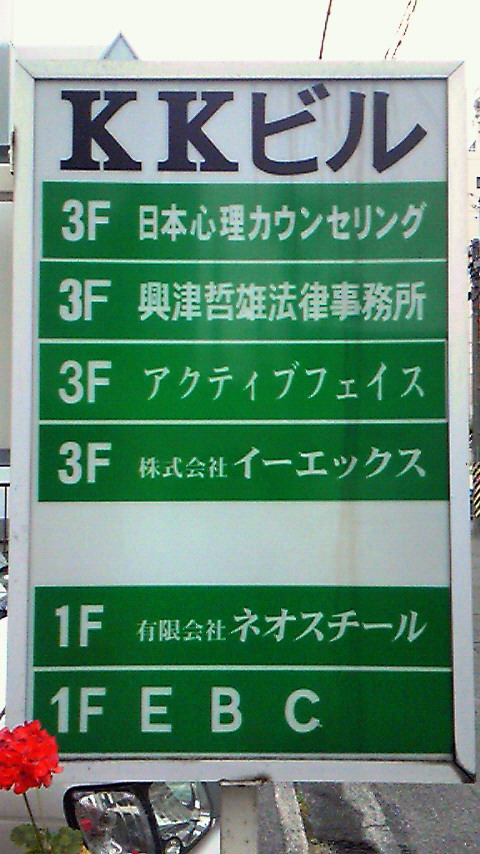 KKビル
3F 日本心理カウンセリング
3F 興津哲雄法律事務所
3F アクティブフェイス
3F 株式会社イーエックス
1F 有限会社ネオスチール
1F EBC